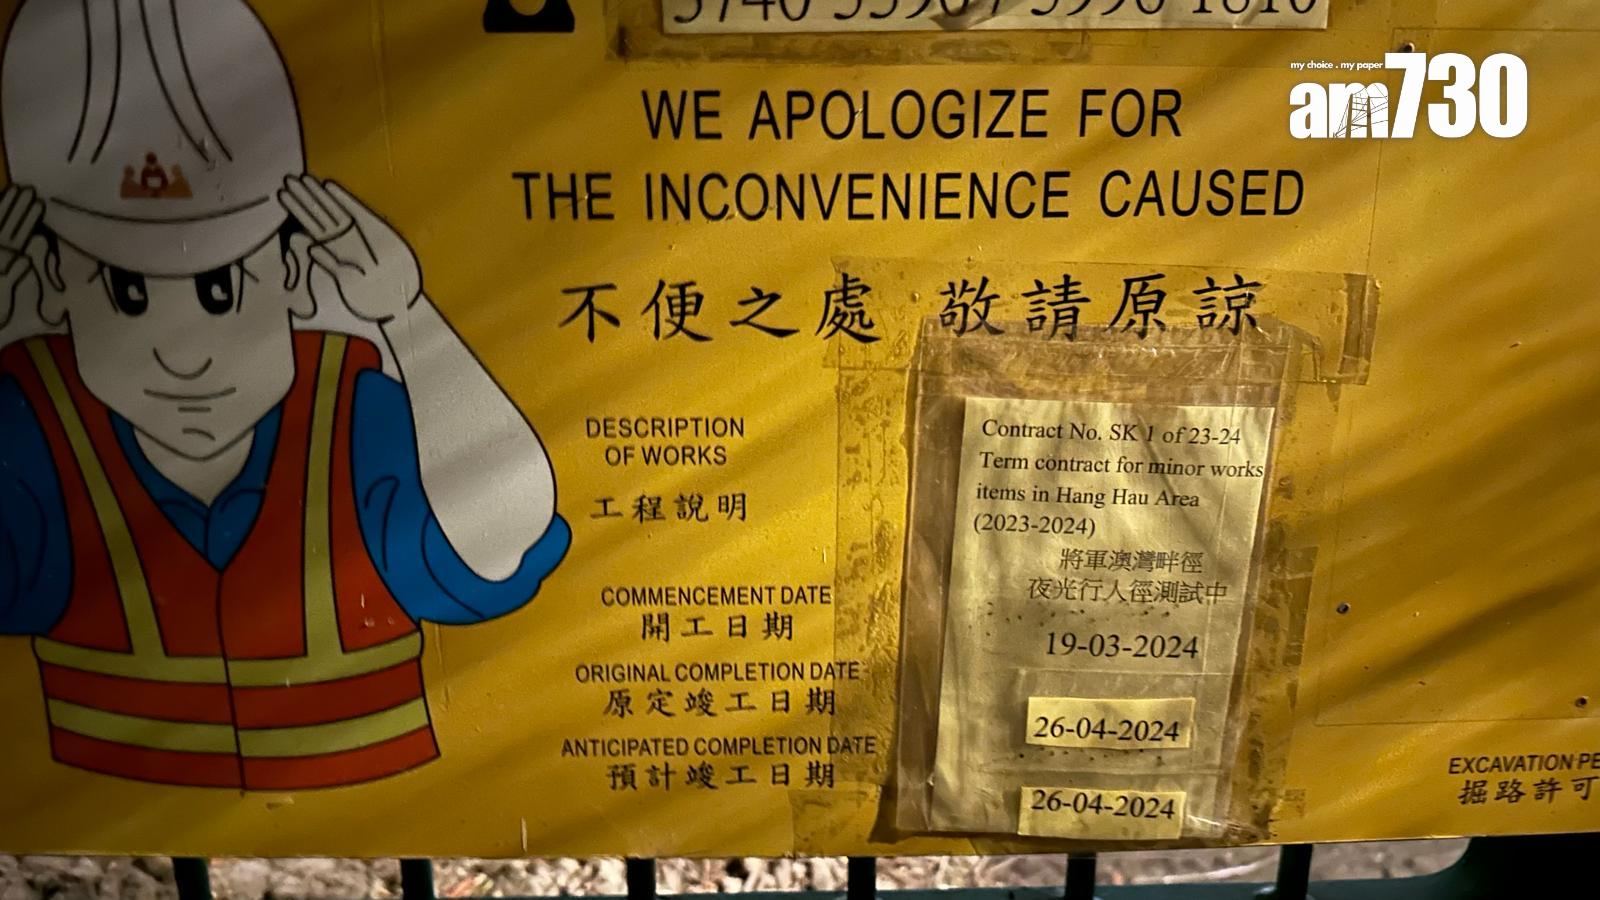 my choice . my paper
am730
WE APOLOGIZE FOR
THE INCONVENIENCE CAUSED
不便之處 敬請原諒
DESCRIPTION
OF WORKS
工程說明
Contract No. SK 1 of 23-24
Term contract for minor works
items in Hang Hau Area
(2023-2024)
將軍澳灣畔徑
夜光行人徑測試中
COMMENCEMENT DATE
開工日期
19-03-2024
ORIGINAL COMPLETION DATE
原定竣工日期
26-04-2024
ANTICIPATED COMPLETION DATE
預計竣工日期
26-04-2024
EXCAVATION
掘路許可